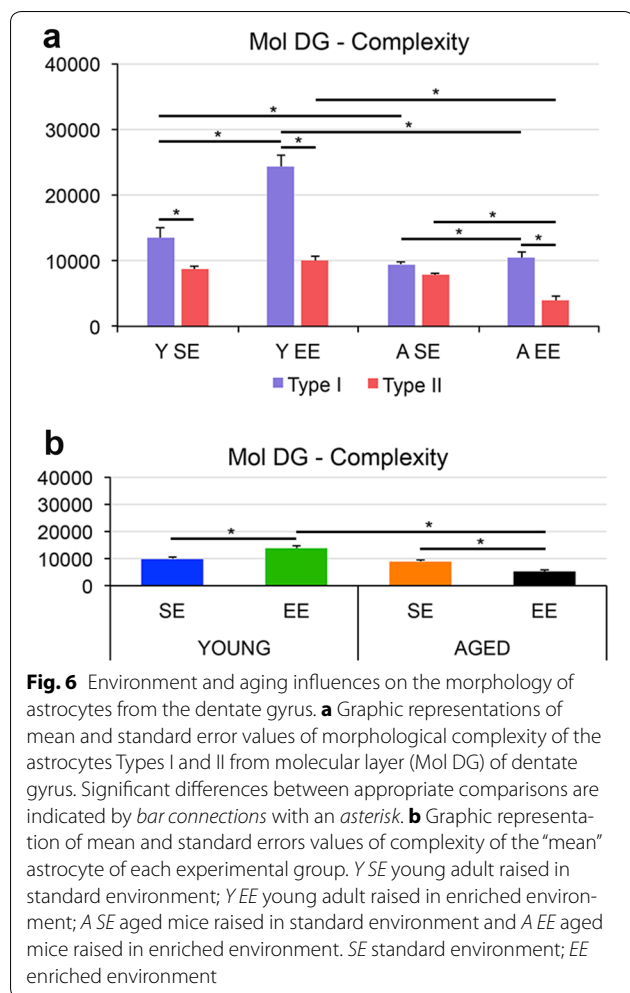 a
Mol DG - Complexity
40000
30000
20000
10000
0
* * * * * * * * *
Y SE Y EE A SE A EE
Type I Type II
b
Mol DG - Complexity
40000
30000
20000
10000
0
* * *
SE EE SE EE
YOUNG AGED
Fig. 6 Environment and aging influences on the morphology of
astrocytes from the dentate gyrus. a Graphic representations of
mean and standard error values of morphological complexity of the
astrocytes Types I and II from molecular layer (Mol DG) of dentate
gyrus. Significant differences between appropriate comparisons are
indicated by bar connections with an asterisk. b Graphic representa-
tion of mean and standard errors values of complexity of the “mean”
astrocyte of each experimental group. Y SE young adult raised in
standard environment; Y EE young adult raised in enriched environ-
ment; A SE aged mice raised in standard environment and A EE aged
mice raised in enriched environment. SE standard environment; EE
enriched environment